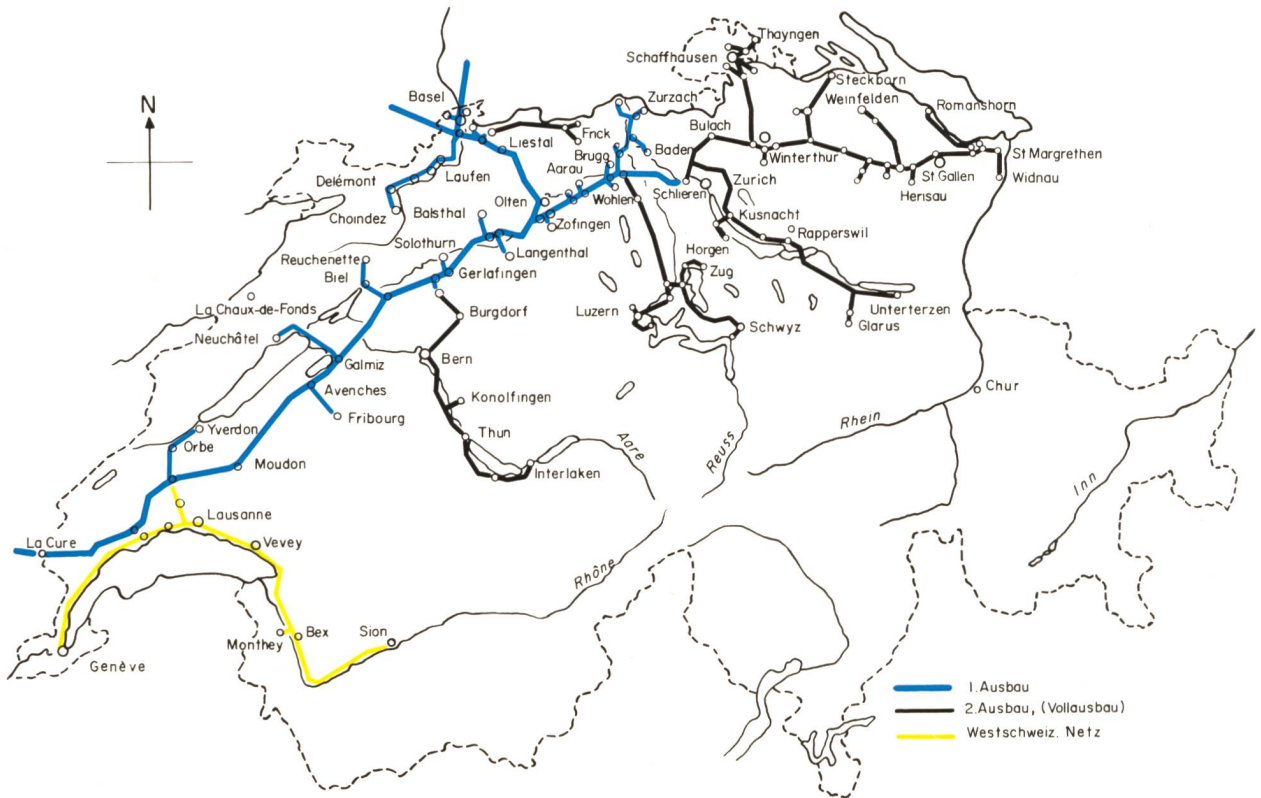 N
Thayngen
Schaffhausen
Steckborn
Basel
Zurzach
Weinfelden
Romanshorn
Frick
Bulach
Liestal
Baden
Brugg
Winterthur
St Margrethen
Aarau
Laufen
Delémont
Zurich
St Gallen
Widnau
Wohlen
Schlieren
Herisau
Olten
Choindez
Balsthal
Zofingen
Kusnacht
Solothurn
Rapperswil
Langenthal
Horgen
Reuchenette
Zug
Biel
Gerlafingen
La Chaux-de-Fonds
Unterterzen
Burgdorf
Luzern
Glarus
Schwyz
Neuchâtel
Bern
Galmiz
Avenches
Chur
Konolfingen
Fribourg
Rhein
Yverdon
Thun
Aare
Reuss
Orbe
Moudon
Interlaken
Inn
Lausanne
La Cure
Vevey
Rhône
Bex
Sion
Monthey
Genève
1. Ausbau
2. Ausbau, (Vollausbau)
Westschweiz. Netz